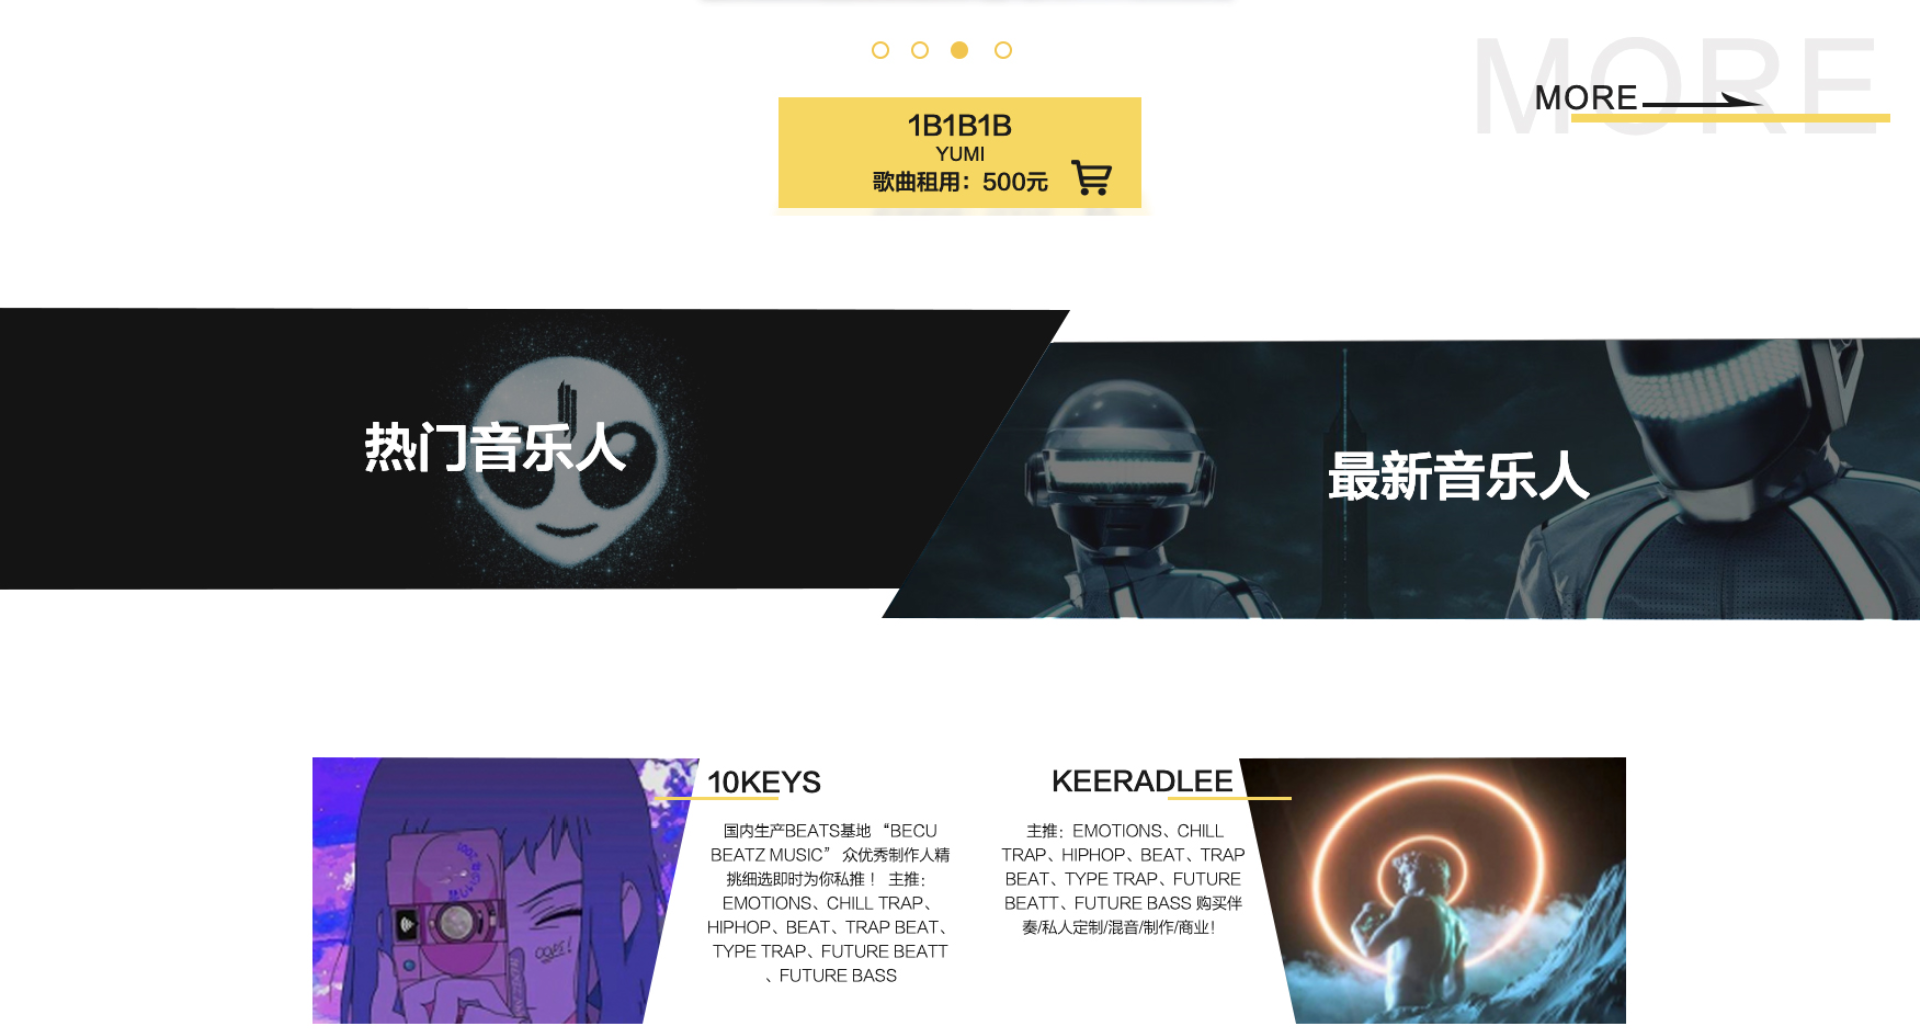 MORE
MORE
1B1B1B
YUMI
歌曲租用：500元
热门音乐人
最新音乐人
10KEYS
国内生产BEATS基地 “BECU
BEATZ MUSIC” 众优秀制作人精
挑细选即时为你私推！ 主推：
EMOTIONS、CHILL TRAP、
HIPHOP、BEAT、TRAP BEAT、
TYPE TRAP、FUTURE BEATT
、FUTURE BASS
KEERADLEE
主推：EMOTIONS、CHILL
TRAP、HIPHOP、BEAT、TRAP
BEAT、TYPE TRAP、FUTURE
BEATT、FUTURE BASS 购买伴
奏/私人定制/混音/制作/商业！
OOPS!